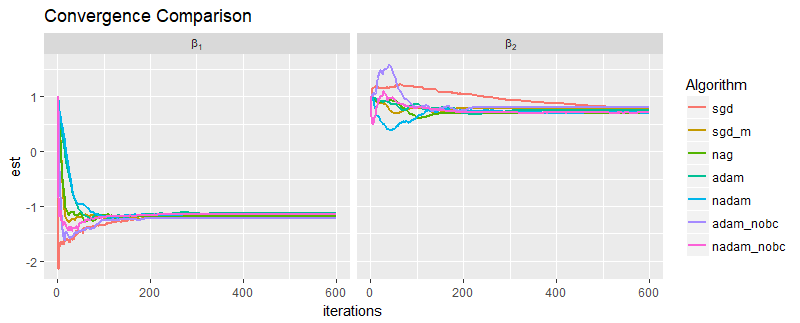 Convergence Comparison
β1
β2
1
0
-1
-2
est
0
200
400
600
0
200
400
600
iterations
Algorithm
sgd
sgd_m
nag
adam
nadam
adam_nobc
nadam_nobc